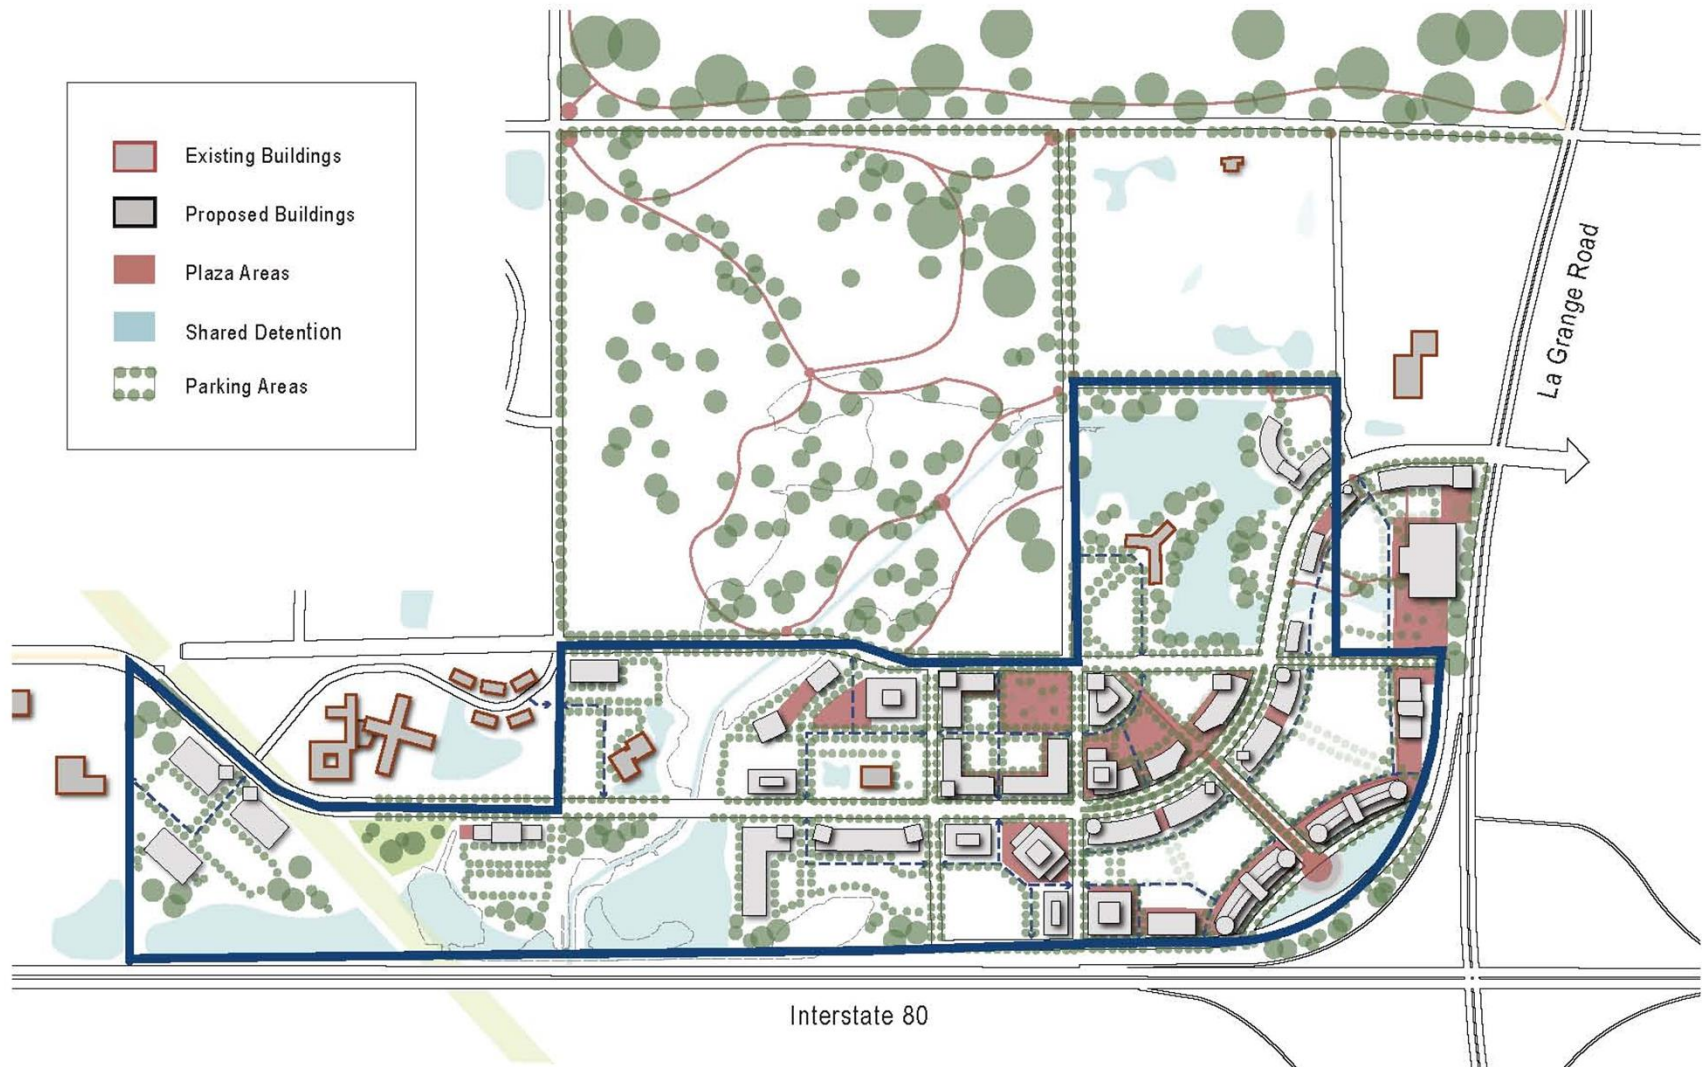 Existing Buildings
Proposed Buildings
Plaza Areas
Shared Detention
Parking Areas
La Grange Road
Interstate 80